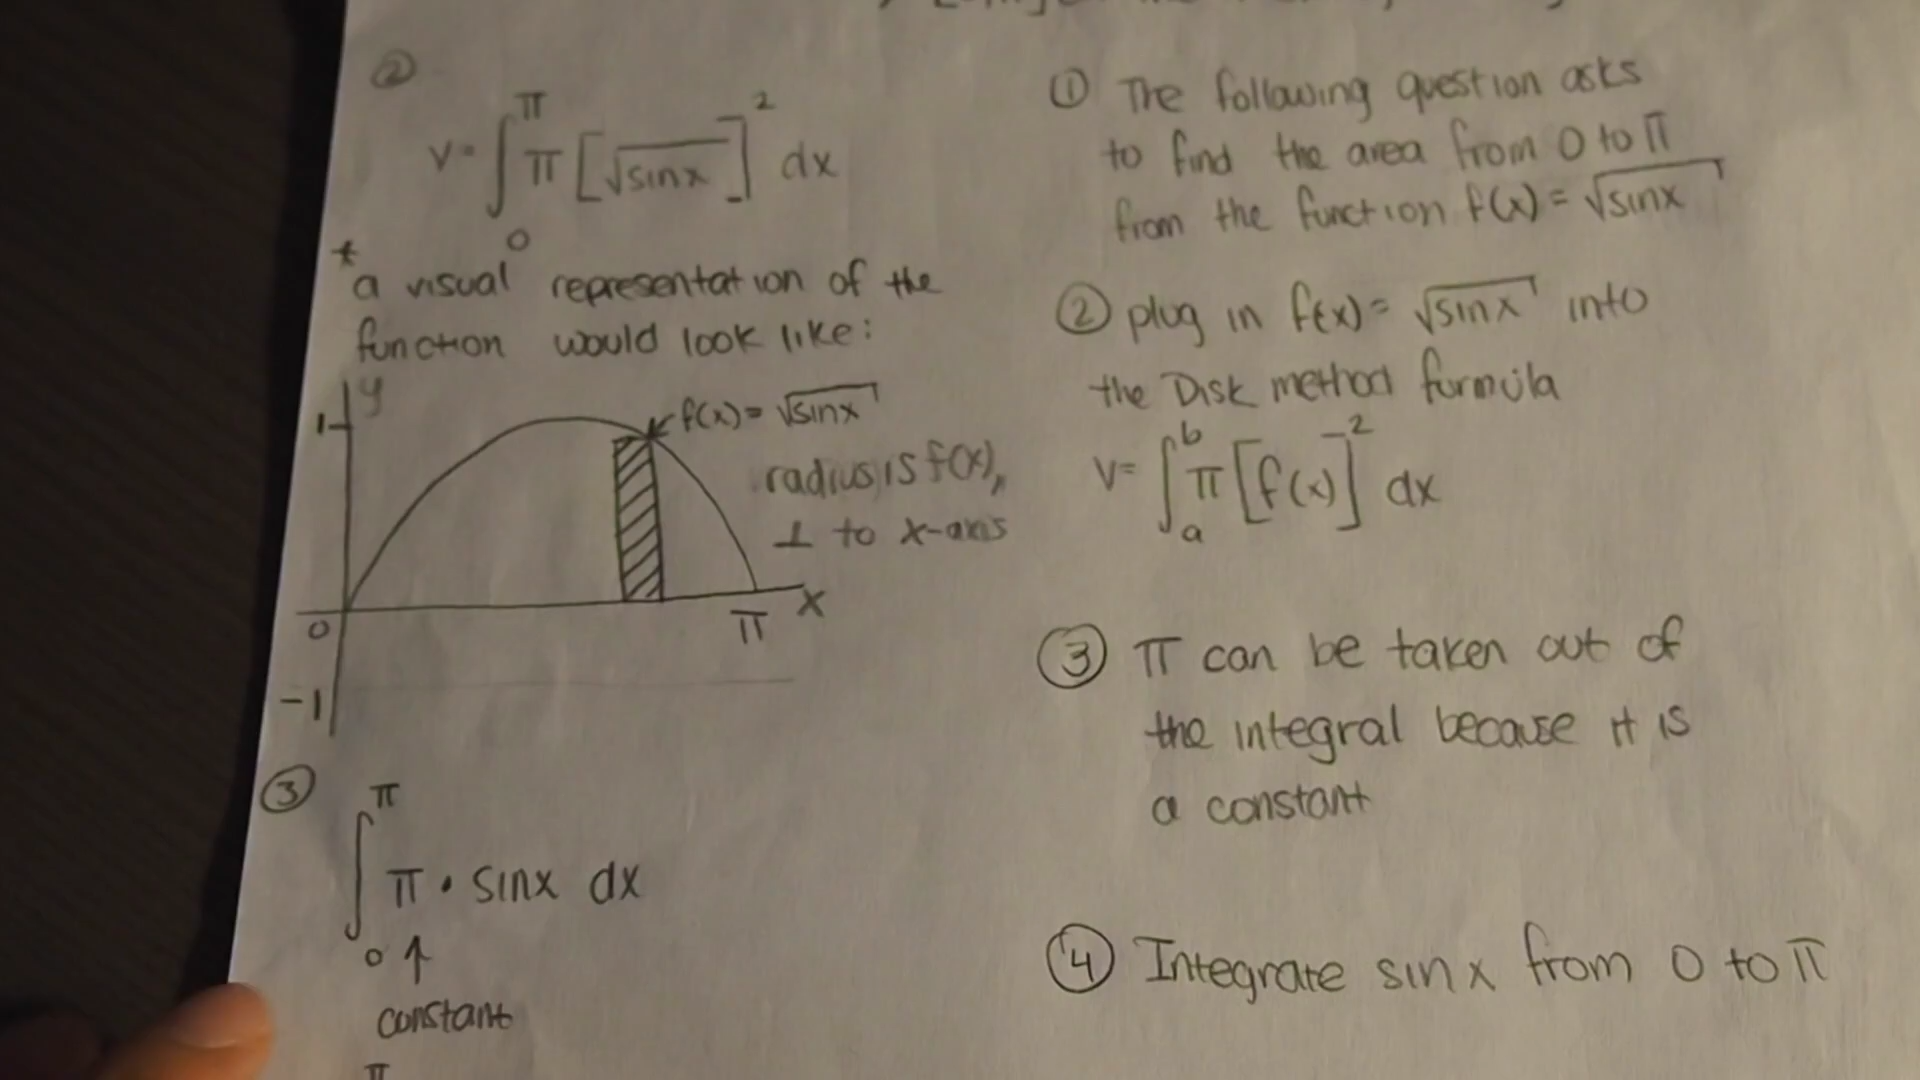 ②
V = ∫₀^π π [√sinx]² dx
* a visual representation of the
function would look like:
y
1
f(x) = √sinx
radius is f(x),
⊥ to x-axis
0
π
x
-1
③
∫₀^π π · sinx dx
↑
constant
π
① The following question asks
to find the area from 0 to π
from the function f(x) = √sinx
② plug in f(x) = √sinx into
the Disk method formula
V = ∫ₐᵇ π [f(x)]² dx
③ π can be taken out of
the integral because it is
a constant
④ Integrate sinx from 0 to π